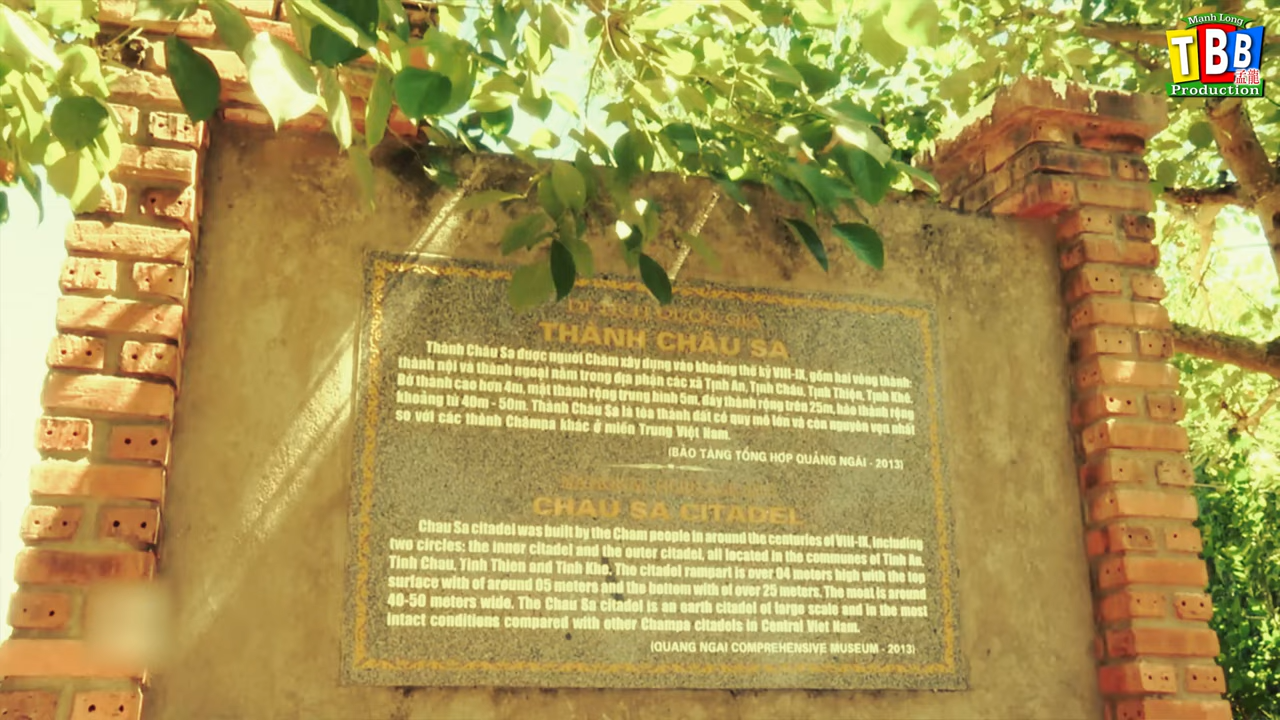 Mạnh Long
TBB
孟龍
Production
DI TÍCH QUỐC GIA
THÀNH CHÂU SA
Thành Châu Sa được người Chăm xây dựng vào khoảng thế kỷ VIII-IX, gồm hai vòng thành:
thành nội và thành ngoại nằm trong địa phận các xã Tịnh An, Tịnh Châu, Tịnh Thiện, Tịnh Khê.
Bờ thành cao hơn 4m, mặt thành rộng trung bình 5m, đáy thành rộng trên 25m, hào thành rộng
khoảng từ 40m - 50m. Thành Châu Sa là tòa thành đất có quy mô lớn và còn nguyên vẹn nhất
so với các thành Chămpa khác ở miền Trung Việt Nam.
(BẢO TÀNG TỔNG HỢP QUẢNG NGÃI - 2013)
CHAU SA CITADEL
Chau Sa citadel was built by the Cham people in around the centuries of VIII-IX, including
two circles: the inner citadel and the outer citadel, all located in the communes of Tinh An,
Tinh Chau, Yinh Thien and Tinh Khe. The citadel rampart is over 04 meters high with the top
surface with of around 05 meters and the bottom with of over 25 meters. The moat is around
40-50 meters wide. The Chau Sa citadel is an earth citadel of large scale and in the most
intact conditions compared with other Champa citadels in Central Viet Nam.
(QUANG NGAI COMPREHENSIVE MUSEUM - 2013)